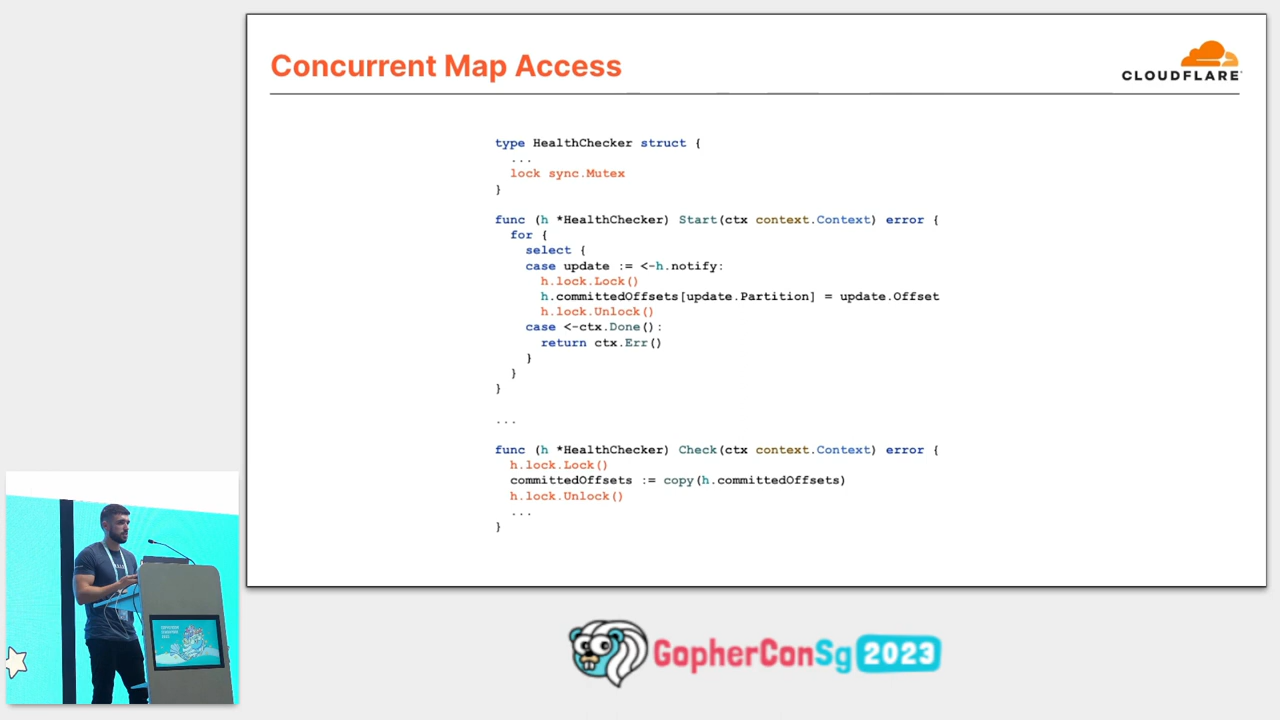 Concurrent Map Access
CLOUDFLARE
type HealthChecker struct {
...
lock sync.Mutex
}
func (h *HealthChecker) Start(ctx context.Context) error {
for {
select {
case update := <-h.notify:
h.lock.Lock()
h.committedOffsets[update.Partition] = update.Offset
h.lock.Unlock()
case <-ctx.Done():
return ctx.Err()
}
}
}
...
func (h *HealthChecker) Check(ctx context.Context) error {
h.lock.Lock()
committedOffsets := copy(h.committedOffsets)
h.lock.Unlock()
...
}
GopherConSg 2023